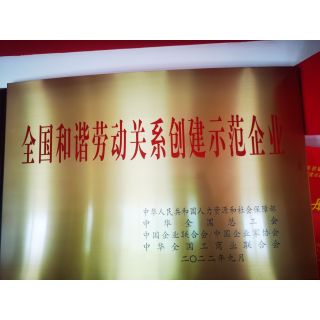 全国和谐劳动关系创建示范企业
中华人民共和国人力资源和社会保障部
中华全国总工会
中国企业联合会/中国企业家协会
中华全国工商业联合会
二〇二二年九月